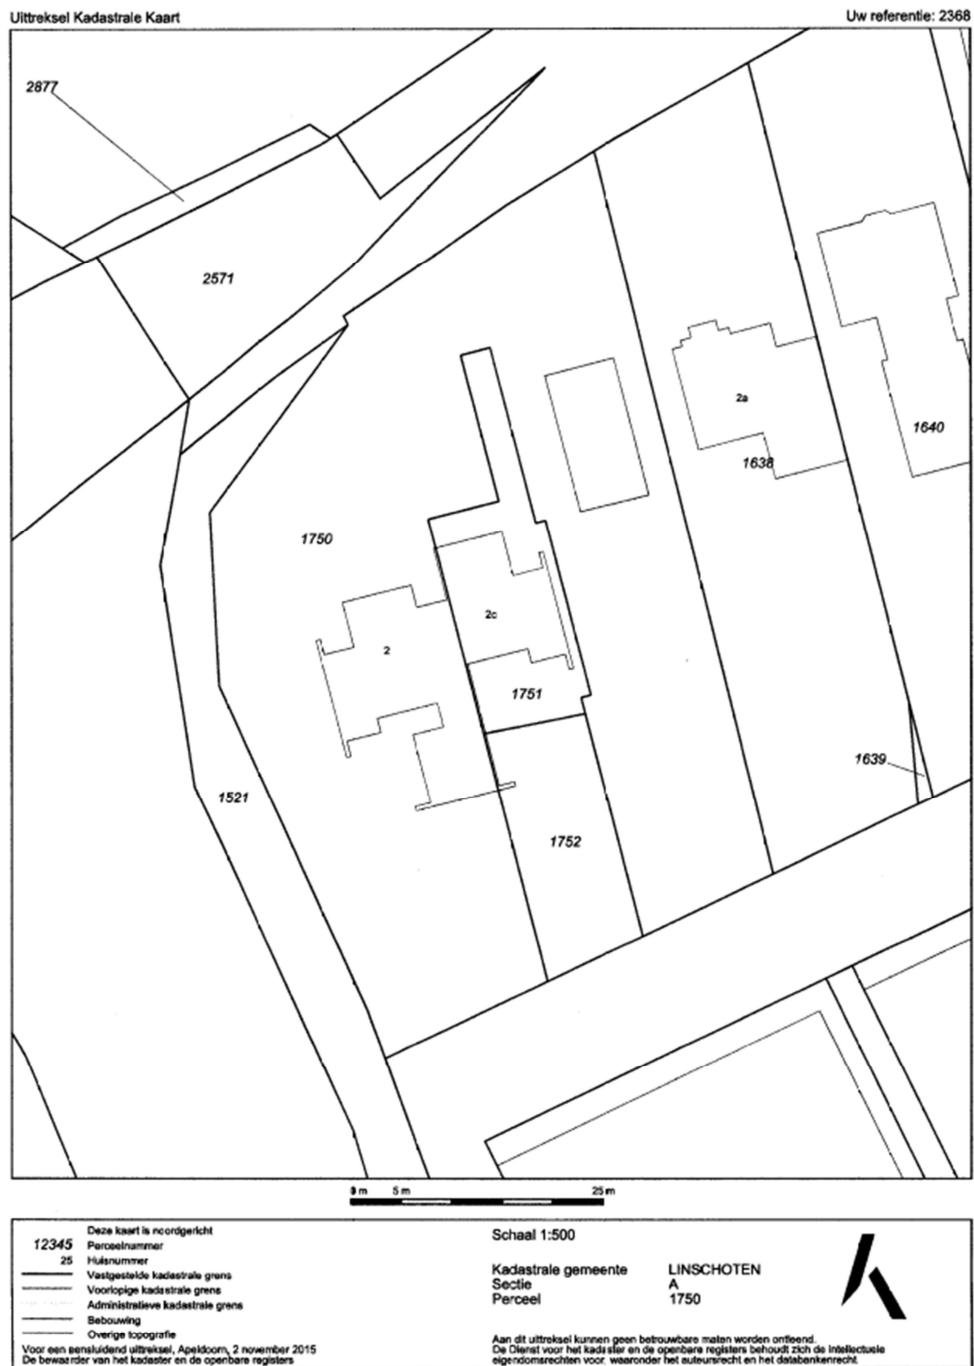 Uittreksel Kadastrale Kaart
Uw referentie: 2368
2877
2571
2a
1640
1638
1750
2c
2
1751
1639
1521
1752
0 m 5 m 25 m
Deze kaart is noordgericht
12345 Perceelnummer
25 Huisnummer
Vastgestelde kadastrale grens
Voorlopige kadastrale grens
Administratieve kadastrale grens
Bebouwing
Overige topografie
Voor een eensluidend uittreksel, Apeldoorn, 2 november 2015
De bewaarder van het kadaster en de openbare registers
Schaal 1:500
Kadastrale gemeente LINSCHOTEN
Sectie A
Perceel 1750
Aan dit uittreksel kunnen geen betrouwbare maten worden ontleend.
De Dienst voor het kadaster en de openbare registers behoudt zich de intellectuele
eigendomsrechten voor, waaronder het auteursrecht en het databankenrecht.